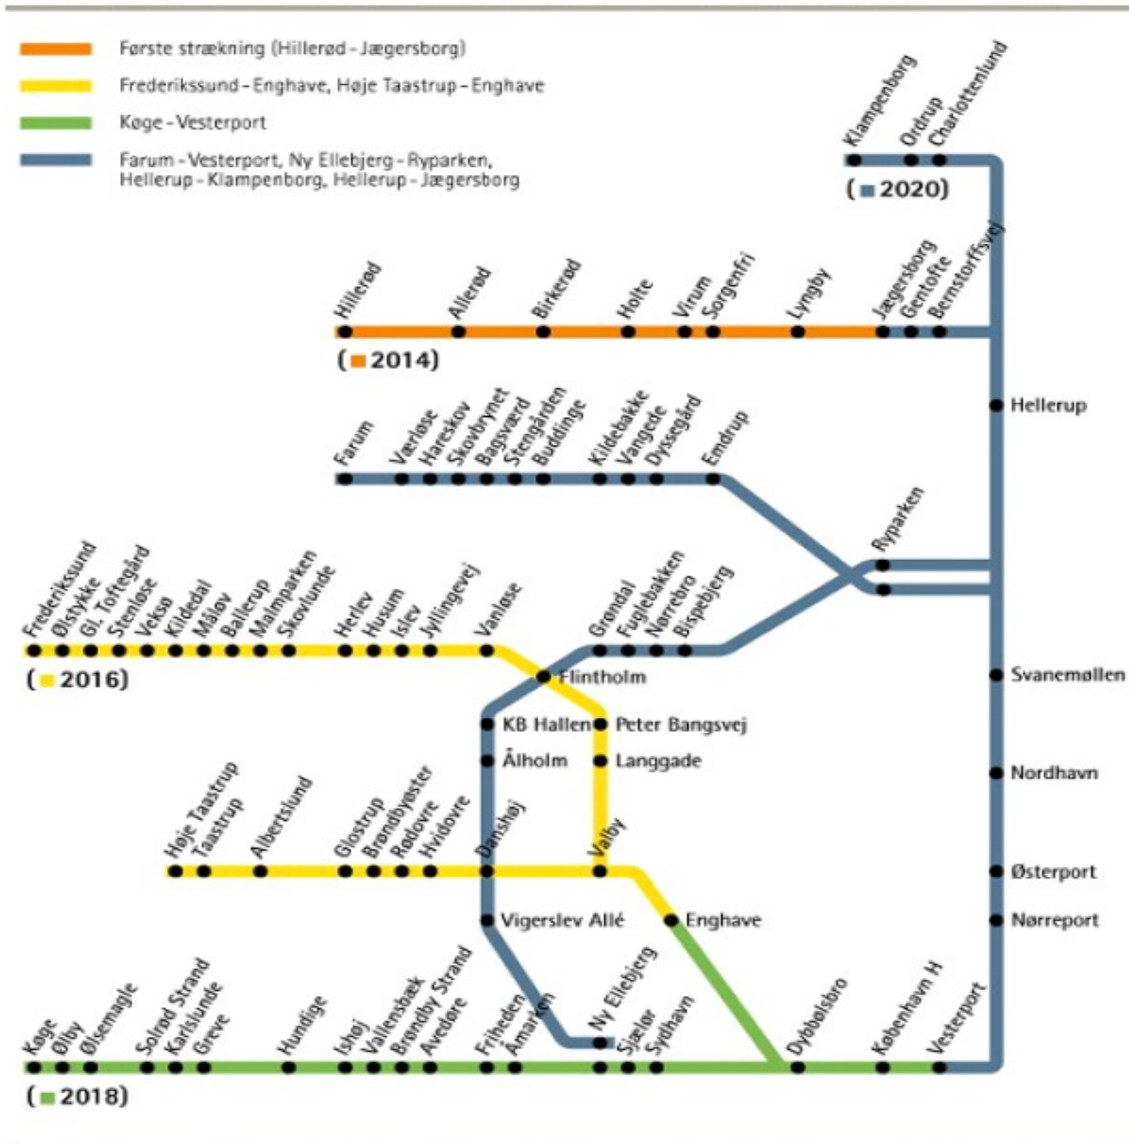 Første strækning (Hillerød-Jægersborg)
Frederikssund-Enghave, Høje Taastrup-Enghave
Køge-Vesterport
Farum-Vesterport, Ny Ellebjerg-Ryparken,
Hellerup-Klampenborg, Hellerup-Jægersborg
Klampenborg
Ordrup
Charlottenlund
(2020)
Hillerød
Allerød
Birkerød
Holte
Virum
Sorgenfri
Lyngby
Jægersborg
Gentofte
Bernstorffsvej
(2014)
Hellerup
Farum
Værløse
Hareskov
Skovbrynet
Bagsværd
Stengården
Buddinge
Kildebakke
Vangede
Dyssegård
Emdrup
Ryparken
Frederikssund
Ølstykke
Gl. Toftegård
Stenløse
Veksø
Kildedal
Måløv
Ballerup
Malmparken
Skovlunde
Herlev
Husum
Islev
Jyllingevej
Vanløse
Grøndal
Fuglebakken
Nørrebro
Bispebjerg
(2016)
Flintholm
Svanemøllen
KB Hallen
Peter Bangsvej
Ålholm
Langgade
Nordhavn
Høje Taastrup
Taastrup
Albertslund
Glostrup
Brøndbyøster
Rødovre
Hvidovre
Danshøj
Valby
Østerport
Vigerslev Allé
Enghave
Nørreport
Køge
Ølby
Ølsemagle
Solrød Strand
Karlslunde
Greve
Hundige
Ishøj
Vallensbæk
Brøndby Strand
Avedøre
Friheden
Åmarken
Ny Ellebjerg
Sjælør
Sydhavn
Dybbølsbro
København H
Vesterport
(2018)